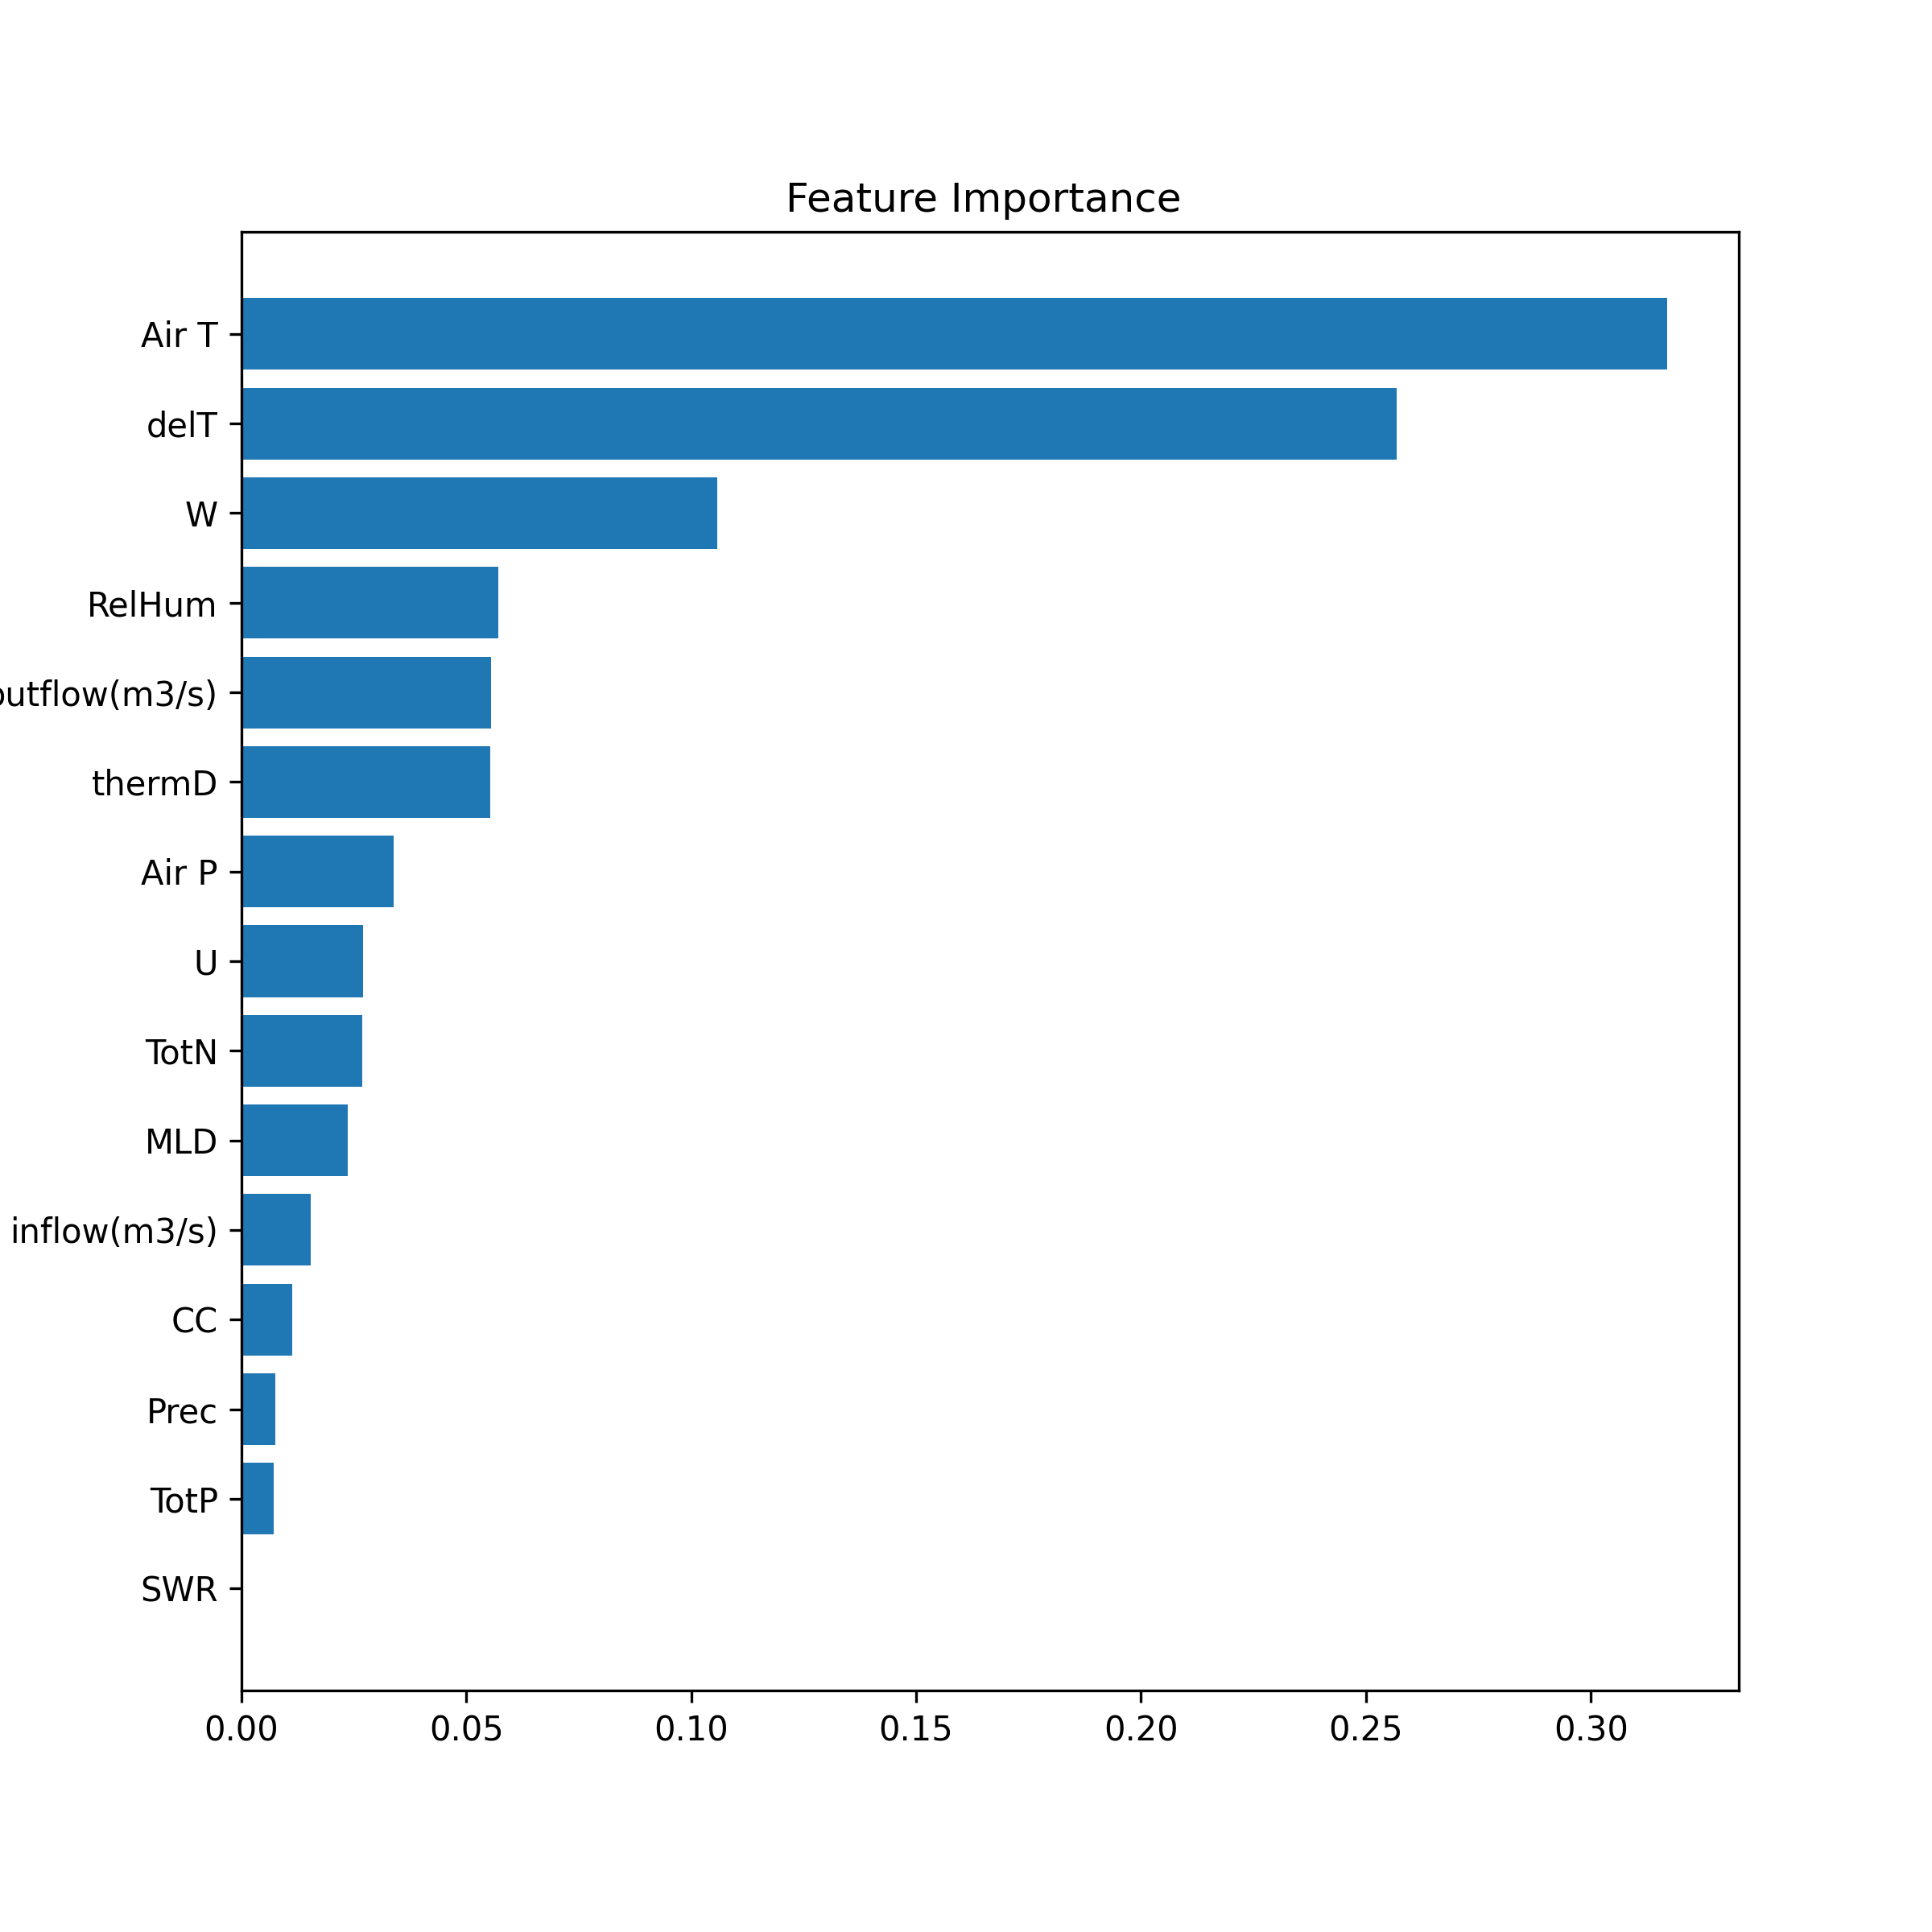 Feature Importance
Air T
delT
W
RelHum
outflow(m3/s)
thermD
Air P
U
TotN
MLD
inflow(m3/s)
CC
Prec
TotP
SWR
0.00 0.05 0.10 0.15 0.20 0.25 0.30